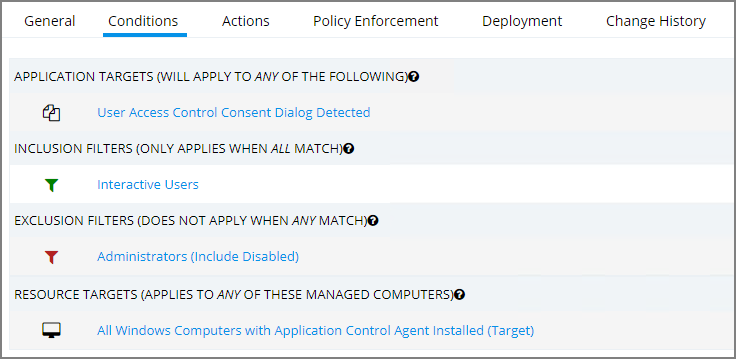 General Conditions Actions Policy Enforcement Deployment Change History
APPLICATION TARGETS (WILL APPLY TO ANY OF THE FOLLOWING)
User Access Control Consent Dialog Detected
INCLUSION FILTERS (ONLY APPLIES WHEN ALL MATCH)
Interactive Users
EXCLUSION FILTERS (DOES NOT APPLY WHEN ANY MATCH)
Administrators (Include Disabled)
RESOURCE TARGETS (APPLIES TO ANY OF THESE MANAGED COMPUTERS)
All Windows Computers with Application Control Agent Installed (Target)